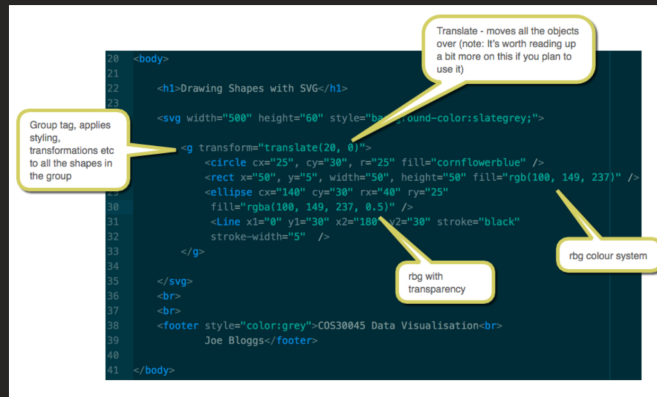 Translate - moves all the objects
over (note: It's worth reading up
a bit more on this if you plan to
use it)
20 <body>
21
22 <h1>Drawing Shapes with SVG</h1>
23
<svg width="500" height="60" style="background-color:slategrey;">
Group tag, applies
styling,
transformations etc
to all the shapes in
the group
<g transform="translate(20, 0)">
<circle cx="25", cy="30", r="25" fill="cornflowerblue" />
<rect x="50", y="5", width="50", height="50" fill="rgb(100, 149, 237)" />
<ellipse cx="140" cy="30" rx="40" ry="25"
30 fill="rgba(100, 149, 237, 0.5)" />
31 <Line x1="0" y1="30" x2="180" y2="30" stroke="black"
32 stroke-width="5" />
33 </g>
34
rbg colour system
rbg with
transparency
35 </svg>
36 <br>
37 <br>
38 <footer style="color:grey">COS30045 Data Visualisation<br>
39 Joe Bloggs</footer>
40
41 </body>